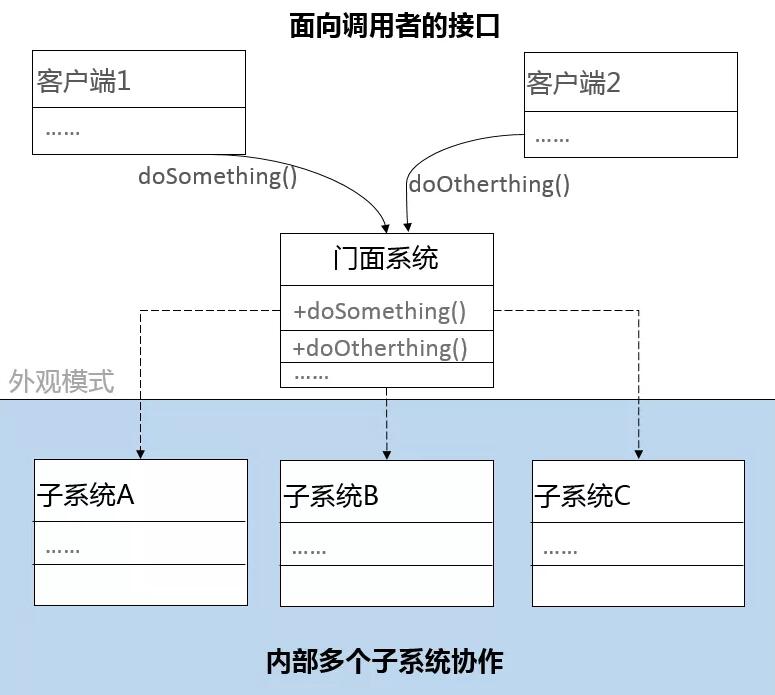 面向调用者的接口
客户端1
……
客户端2
……
doSomething()
doOtherthing()
门面系统
+doSomething()
+doOtherthing()
……
外观模式
子系统A
……
子系统B
……
子系统C
……
内部多个子系统协作